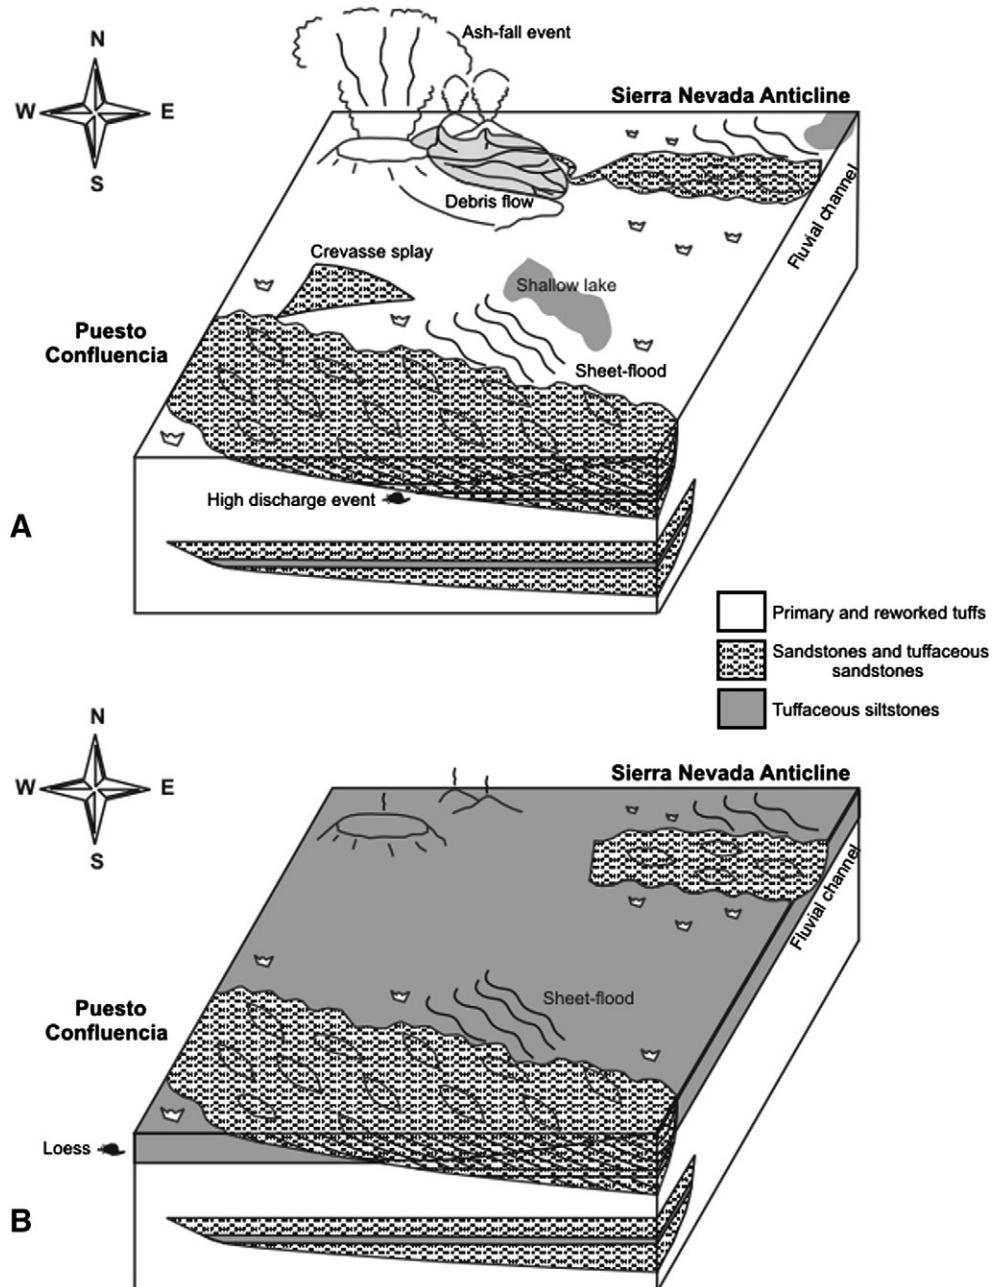 N
W E
S
Ash-fall event
Sierra Nevada Anticline
Debris flow
Fluvial channel
Crevasse splay
Shallow lake
Puesto
Confluencia
Sheet-flood
High discharge event
A
Primary and reworked tuffs
Sandstones and tuffaceous
sandstones
Tuffaceous siltstones
N
W E
S
Sierra Nevada Anticline
Fluvial channel
Sheet-flood
Puesto
Confluencia
Loess
B